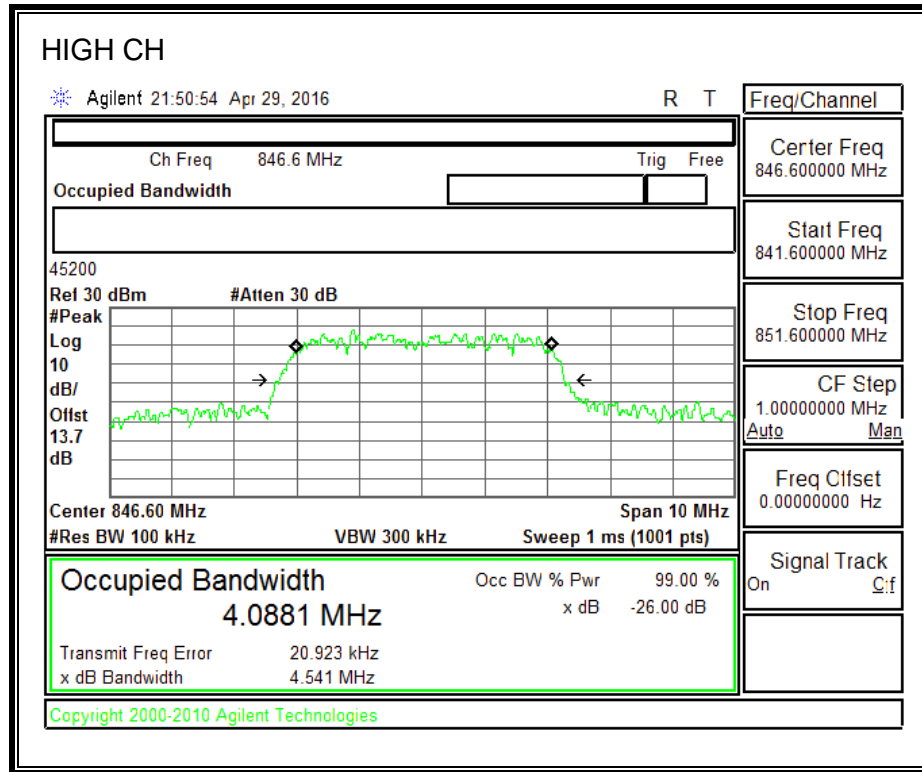 HIGH CH
Agilent 21:50:54 Apr 29, 2016 R T
Freq/Channel
Ch Freq 846.6 MHz Trig Free
Occupied Bandwidth
Center Freq
846.600000 MHz
Start Freq
841.600000 MHz
Stop Freq
851.600000 MHz
CF Step
1.00000000 MHz
Auto Man
Freq Offset
0.00000000 Hz
Signal Track
On Off
45200
Ref 30 dBm #Atten 30 dB
#Peak
Log
10
dB/
Offst
13.7
dB
Center 846.60 MHz Span 10 MHz
#Res BW 100 kHz VBW 300 kHz Sweep 1 ms (1001 pts)
Occupied Bandwidth
4.0881 MHz
Occ BW % Pwr 99.00 %
x dB -26.00 dB
Transmit Freq Error 20.923 kHz
x dB Bandwidth 4.541 MHz
Copyright 2000-2010 Agilent Technologies